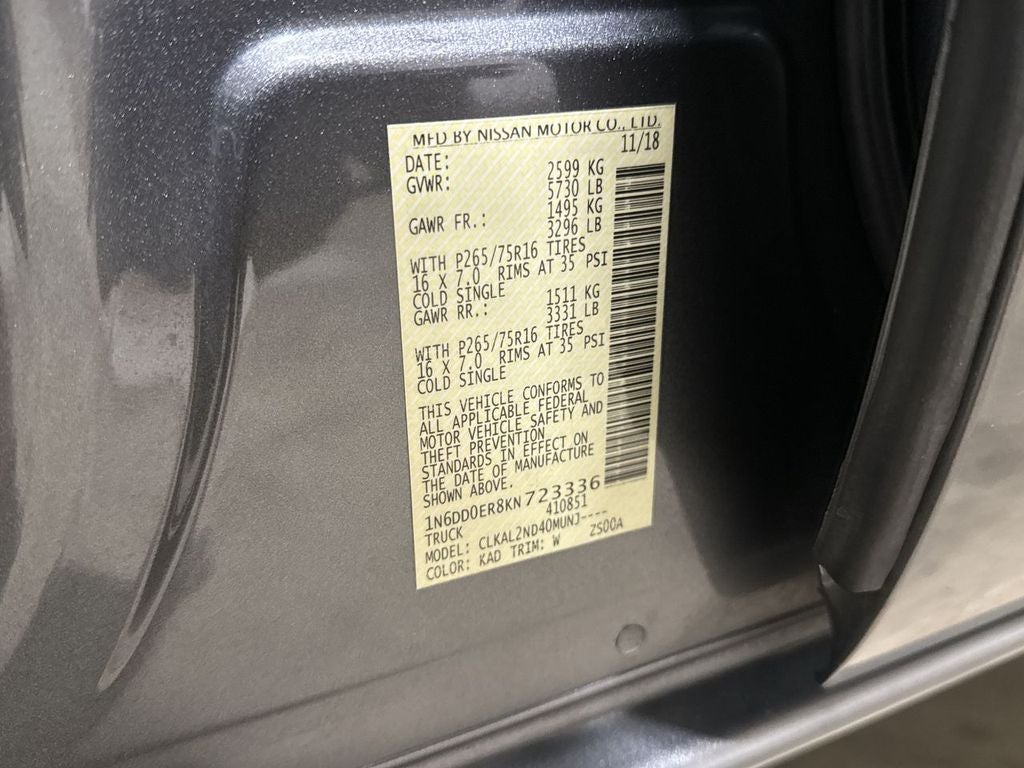 MFD BY NISSAN MOTOR CO., LTD.
DATE: 11/18
GVWR: 2599 KG
5730 LB
GAWR FR.: 1495 KG
3296 LB
WITH P265/75R16 TIRES
16 X 7.0 RIMS AT 35 PSI
COLD SINGLE
GAWR RR.: 1511 KG
3331 LB
WITH P265/75R16 TIRES
16 X 7.0 RIMS AT 35 PSI
COLD SINGLE
THIS VEHICLE CONFORMS TO
ALL APPLICABLE FEDERAL
MOTOR VEHICLE SAFETY AND
THEFT PREVENTION
STANDARDS IN EFFECT ON
THE DATE OF MANUFACTURE
SHOWN ABOVE.
1N6DD0ER8KN723336
TRUCK 410851
MODEL: CLKAL2ND40MUNJ----
COLOR: KAD TRIM: W ZS00A